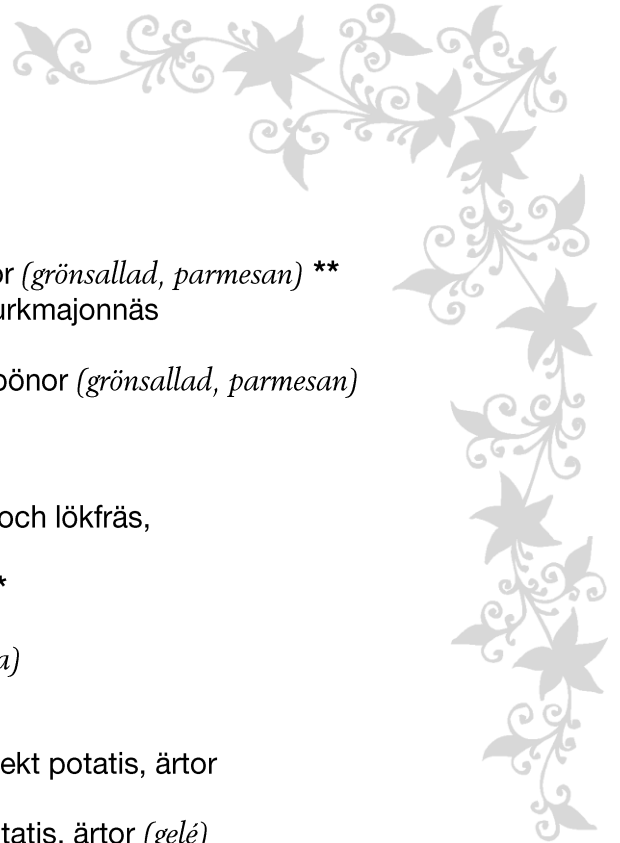 or (grönsallad, parmesan) **
urkmajonnäs
bönor (grönsallad, parmesan)
och lökfräs,
*
a)
ekt potatis, ärtor
tatis, ärtor (gelé)